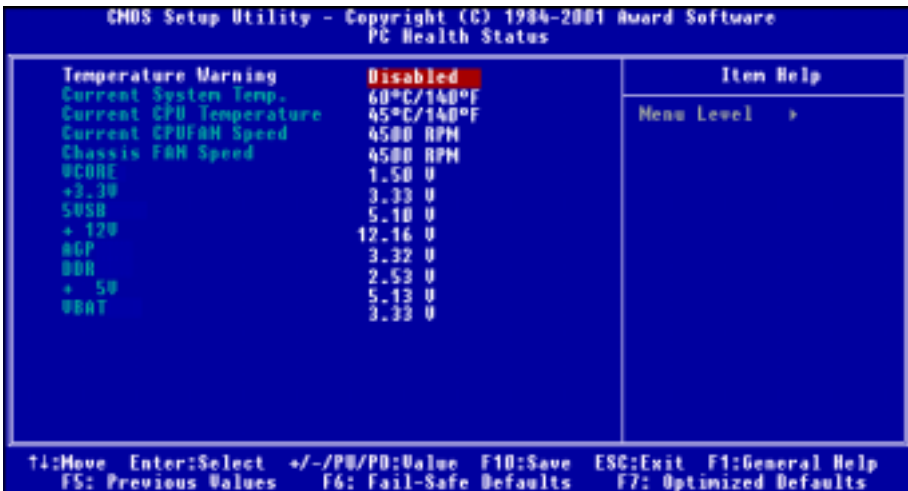 CMOS Setup Utility - Copyright (C) 1984-2001 Award Software
PC Health Status
Temperature Warning Disabled
Current System Temp. 60°C/140°F
Current CPU Temperature 45°C/140°F
Current CPUFAN Speed 4500 RPM
Chassis FAN Speed 4500 RPM
VCORE 1.50 V
+3.3V 3.33 V
5VSB 5.10 V
+ 12V 12.16 V
AGP 3.32 V
DDR 2.53 V
+ 5V 5.13 V
VBAT 3.33 V
Item Help
Menu Level ►
↑↓:Move Enter:Select +/-/PU/PD:Value F10:Save ESC:Exit F1:General Help
F5: Previous Values F6: Fail-Safe Defaults F7: Optimized Defaults